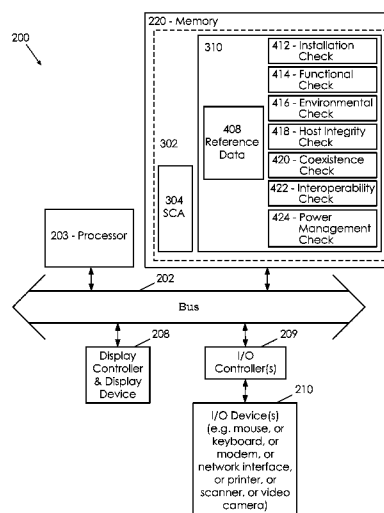 200
220 - Memory
310
302
304
SCA
408
Reference
Data
412 - Installation
Check
414 - Functional
Check
416 - Environmental
Check
418 - Host Integrity
Check
420 - Coexistence
Check
422 - Interoperability
Check
424 - Power
Management
Check
203 - Processor
202
Bus
208
Display
Controller
& Display
Device
209
I/O
Controller(s)
210
I/O Device(s)
(e.g. mouse, or
keyboard, or
modem, or
network interface,
or printer, or
scanner, or video
camera)